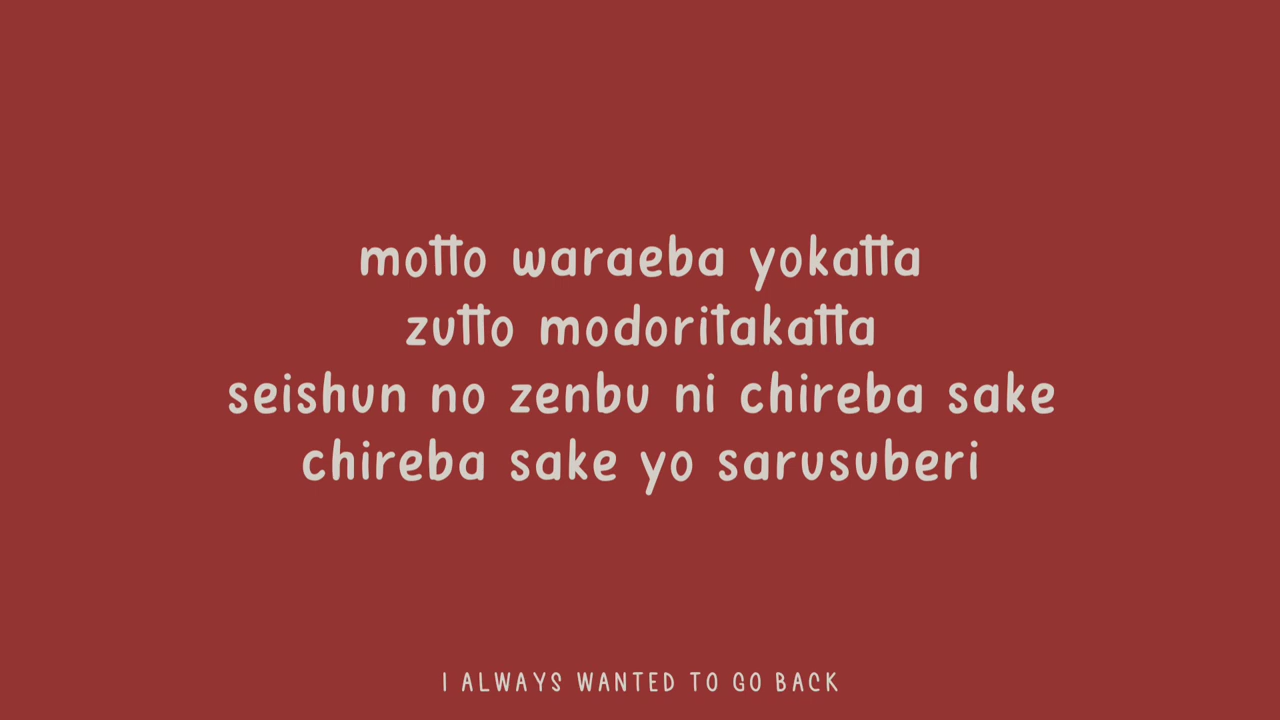 motto waraeba yokatta
zutto modoritakatta
seishun no zenbu ni chireba sake
chireba sake yo sarusuberi
I ALWAYS WANTED TO GO BACK